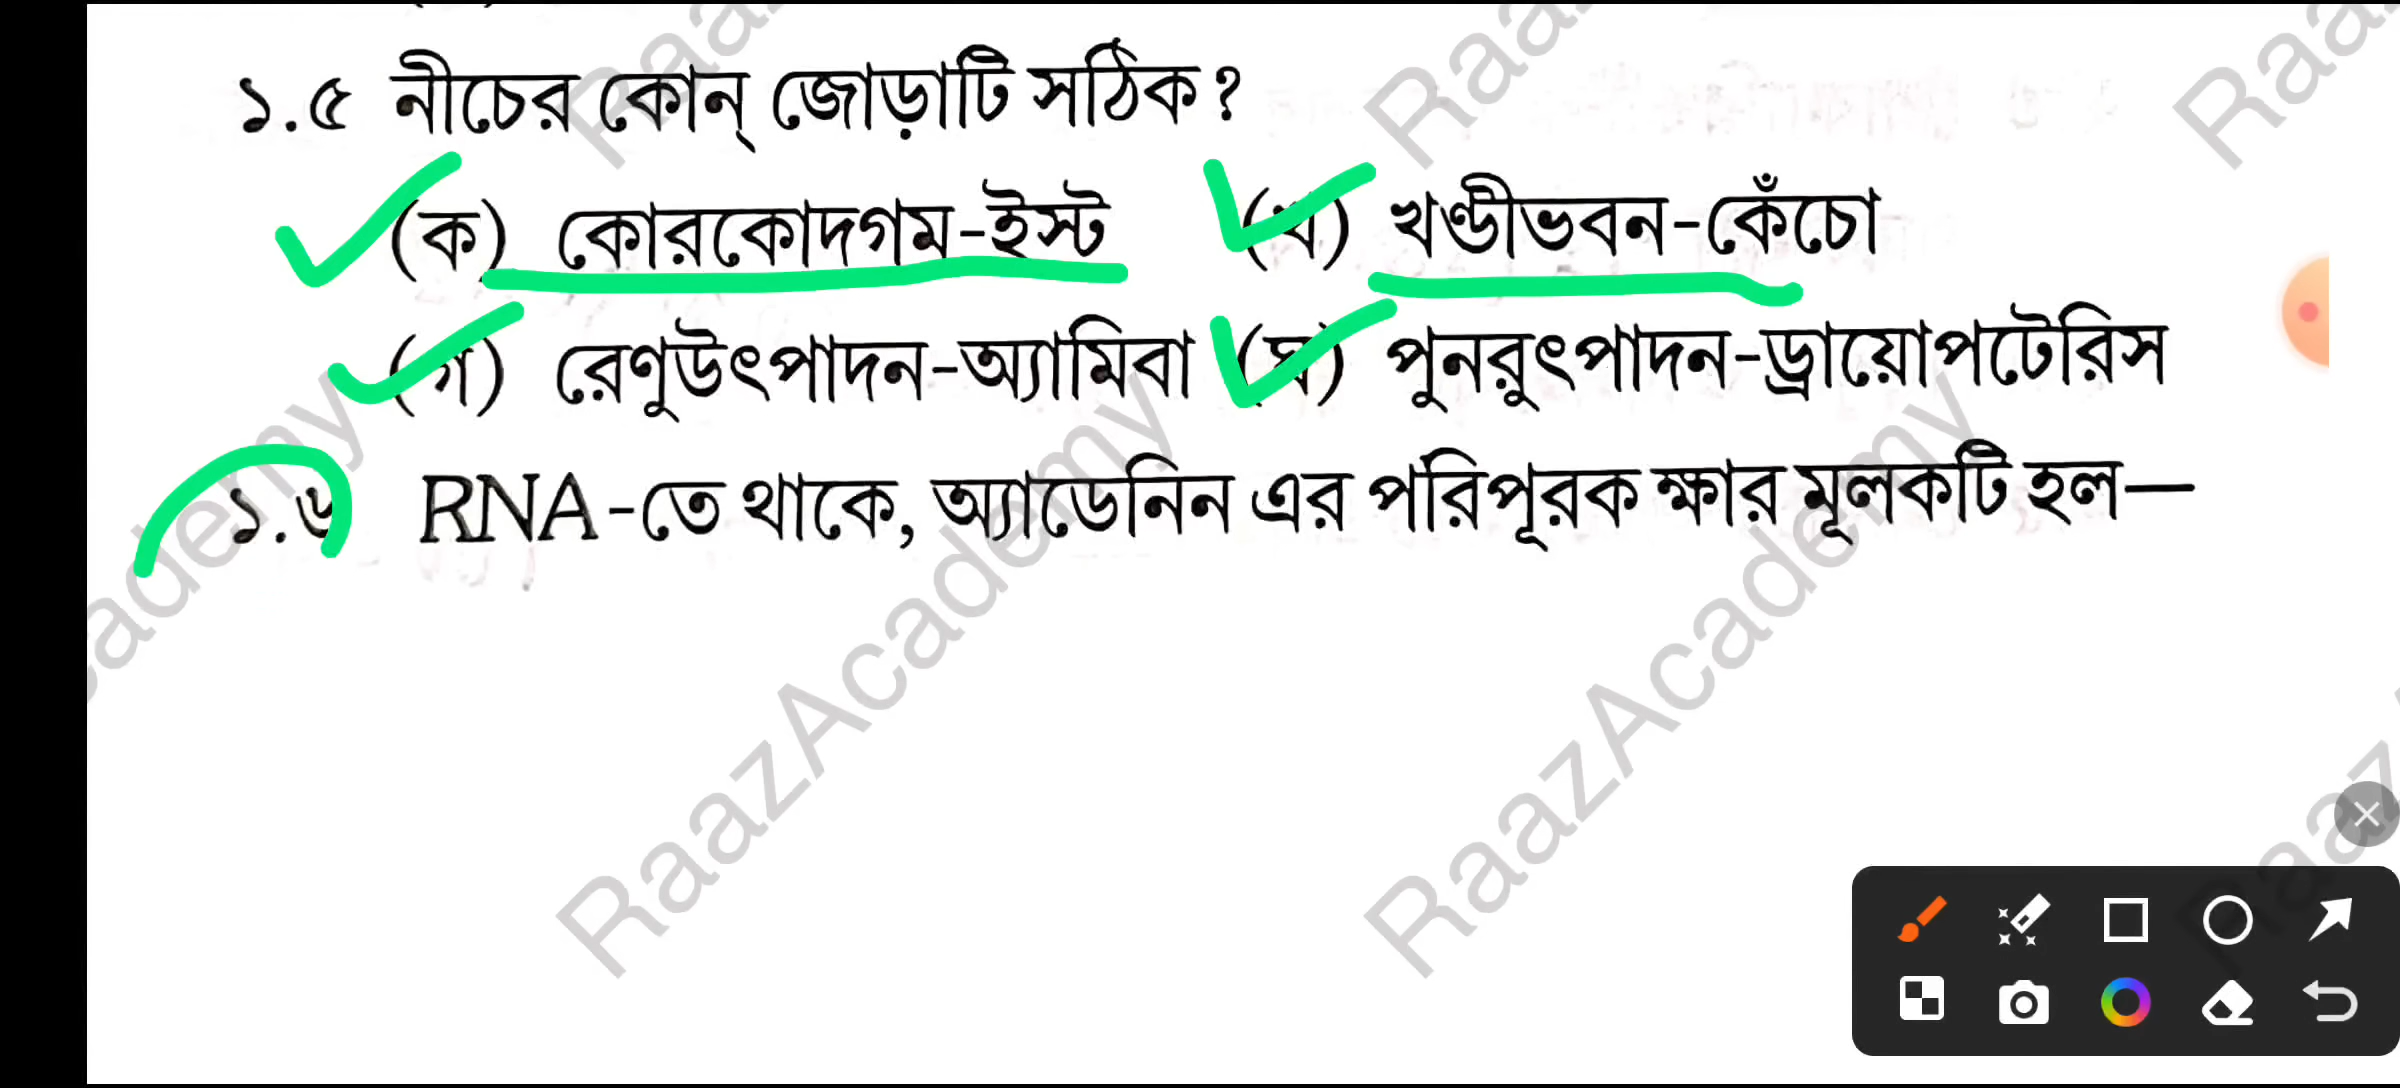 ১.৫ নীচের কোন্ জোড়াটি সঠিক?
(ক) কোরকোদগম-ইস্ট (খ) খণ্ডীভবন-কেঁচো
(গ) রেণুউৎপাদন-অ্যামিবা (ঘ) পুনরুৎপাদন-ড্রায়োপটেরিস
১.৬ RNA-তে থাকে, অ্যাডেনিন এর পরিপূরক ক্ষার মূলকটি হল—
RaazAcademy
RaazAcademy